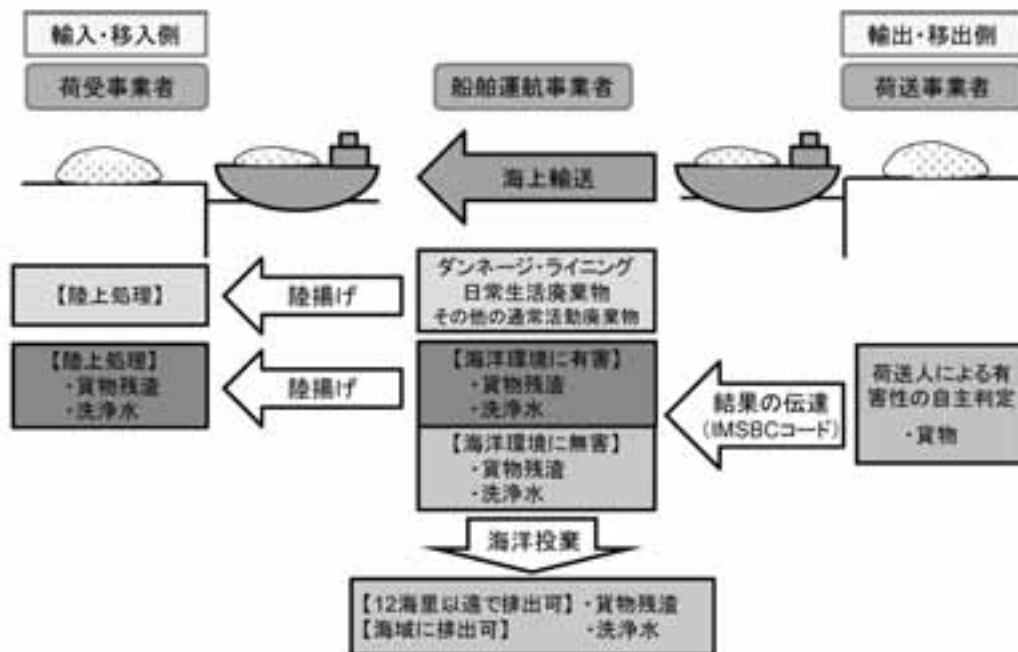 輸入・移入側
輸出・移出側
荷受事業者
船舶運航事業者
荷送事業者
海上輸送
【陸上処理】
陸揚げ
ダンネージ・ライニング
日常生活廃棄物
その他の通常活動廃棄物
【陸上処理】
・貨物残渣
・洗浄水
陸揚げ
【海洋環境に有害】
・貨物残渣
・洗浄水
【海洋環境に無害】
・貨物残渣
・洗浄水
結果の伝達
(IMSBCコード)
荷送人による有
害性の自主判定
・貨物
海洋投棄
【12海里以遠で排出可】・貨物残渣
【海域に排出可】 ・洗浄水